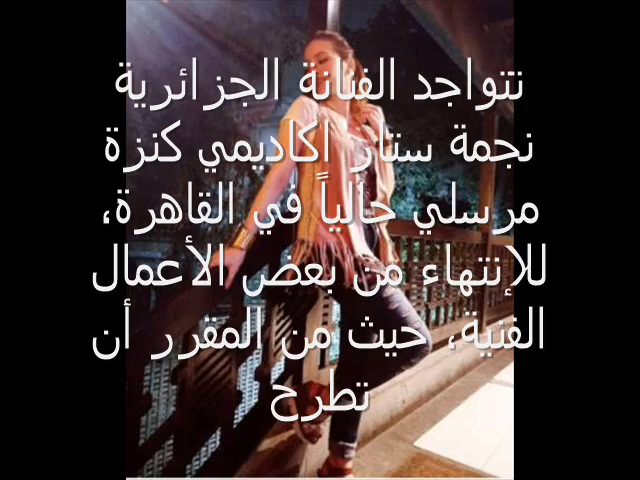 تتواجد الفنانة الجزائرية
نجمة ستار اكاديمي كنزة
مرسلي حالياً في القاهرة،
للإنتهاء من بعض الأعمال
الفنية، حيث من المقرر أن
تطرح